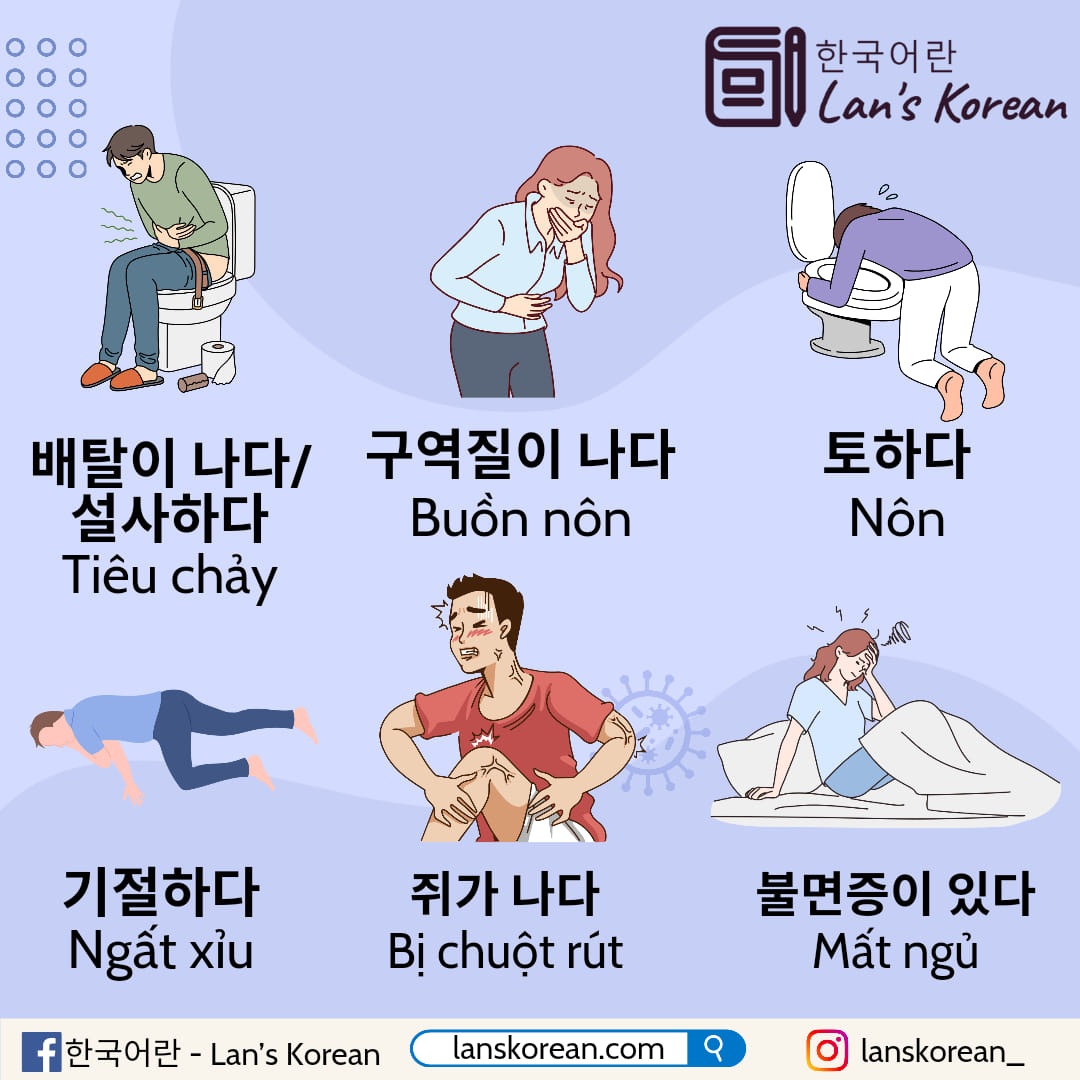 한국어란
Lan's Korean
배탈이 나다/
설사하다
Tiêu chảy
구역질이 나다
Buồn nôn
토하다
Nôn
기절하다
Ngất xỉu
쥐가 나다
Bị chuột rút
불면증이 있다
Mất ngủ
한국어란 - Lan's Korean
lanskorean.com
lanskorean_